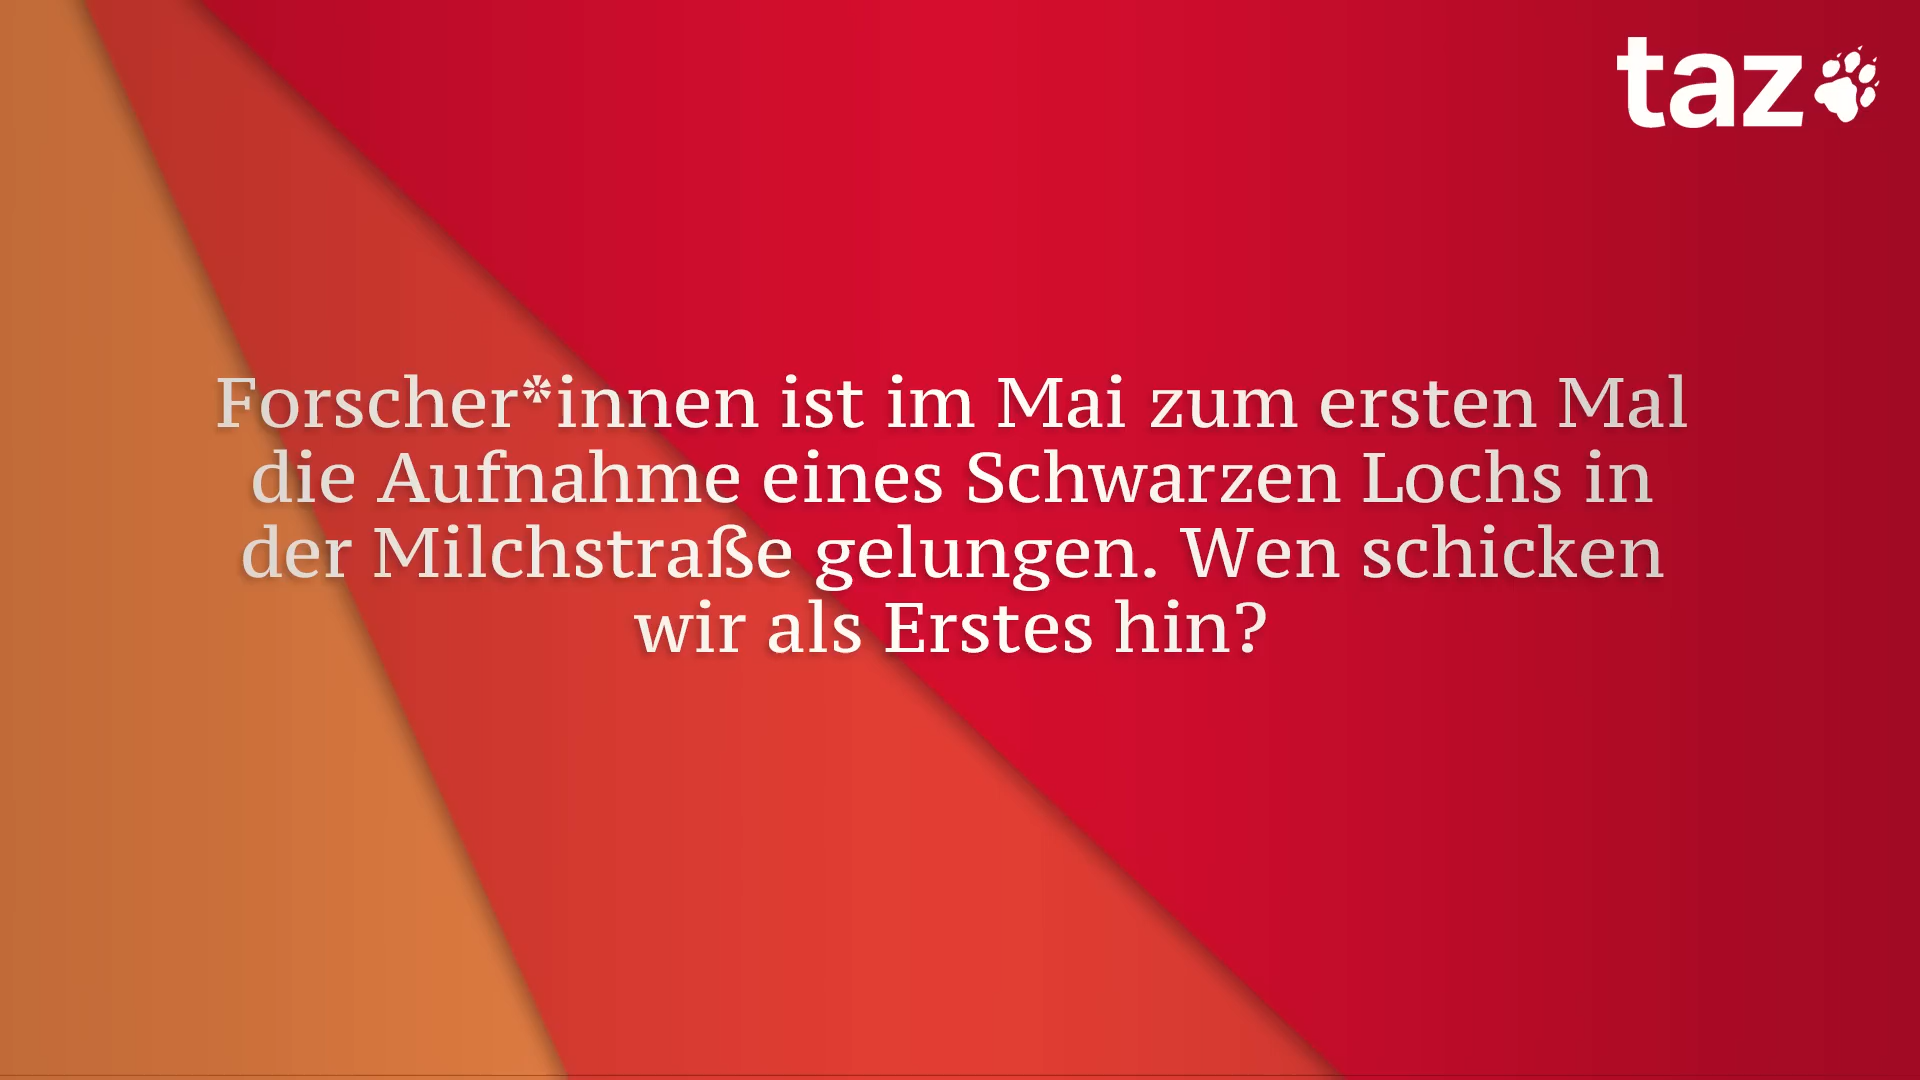 taz
Forscher*innen ist im Mai zum ersten Mal
die Aufnahme eines Schwarzen Lochs in
der Milchstraße gelungen. Wen schicken
wir als Erstes hin?